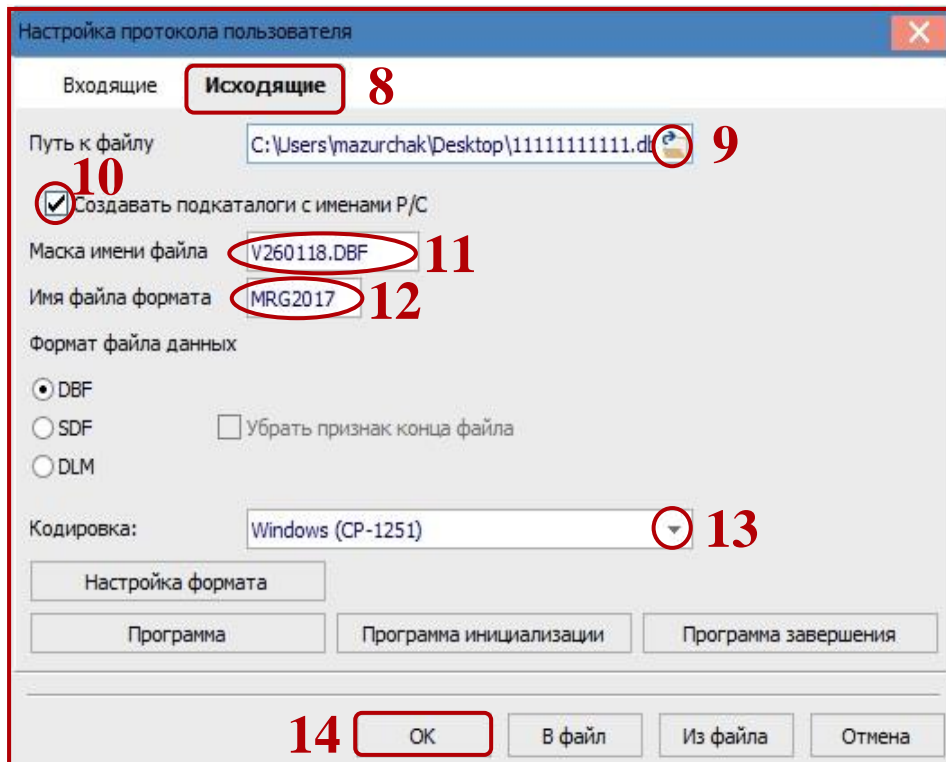 Настройка протокола пользователя
Входящие Исходящие 8
Путь к файлу C:\Users\mazurchak\Desktop\11111111111.db 9
10
Создавать подкаталоги с именами Р/С
Маска имени файла V260118.DBF 11
Имя файла формата MRG2017 12
Формат файла данных
DBF
SDF Убрать признак конца файла
DLM
Кодировка: Windows (CP-1251) 13
Настройка формата
Программа Программа инициализации Программа завершения
14 OK В файл Из файла Отмена